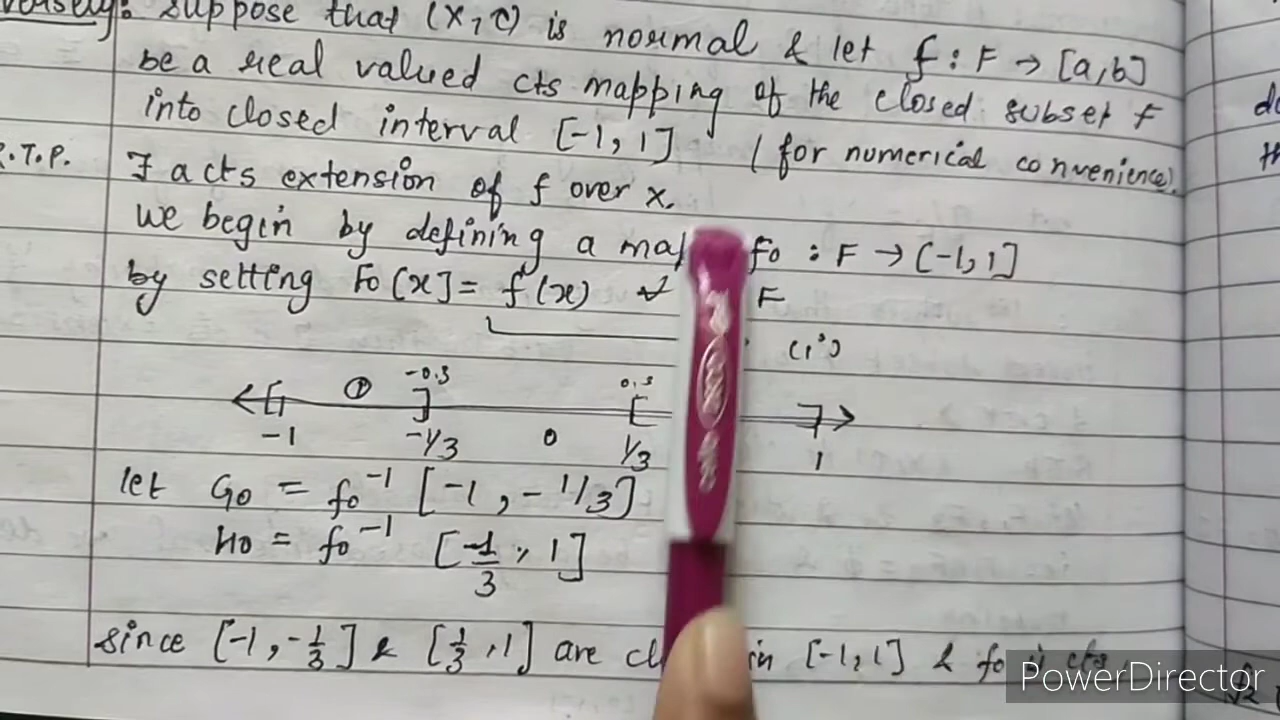 versely: Suppose that (X, τ) is normal & let f : F → [a,b]
be a real valued cts mapping of the closed subset F
into closed interval [-1, 1] (for numerical convenience).
R.T.P. ∃ a cts extension of f over X.
we begin by defining a map fo : F → [-1, 1]
by setting Fo[x] = f(x) ∀ F
(i)
-0.3 0.3
-1 -1/3 0 1/3 1
let Go = fo⁻¹ [-1, -1/3]
Ho = fo⁻¹ [-1/3, 1]
since [-1, -1/3] & [1/3, 1] are in [-1, 1] & fo is cts,
PowerDirector